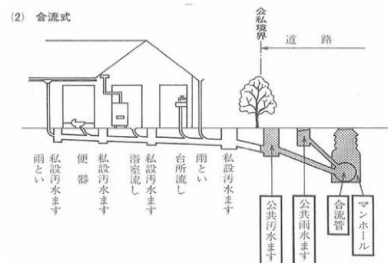 (2) 合流式
公私境界
道路
雨とい
私設汚水ます
便器
私設汚水ます
浴室流し
私設汚水ます
台所流し
雨とい
私設汚水ます
公共汚水ます
公共雨水ます
合流管
マンホール